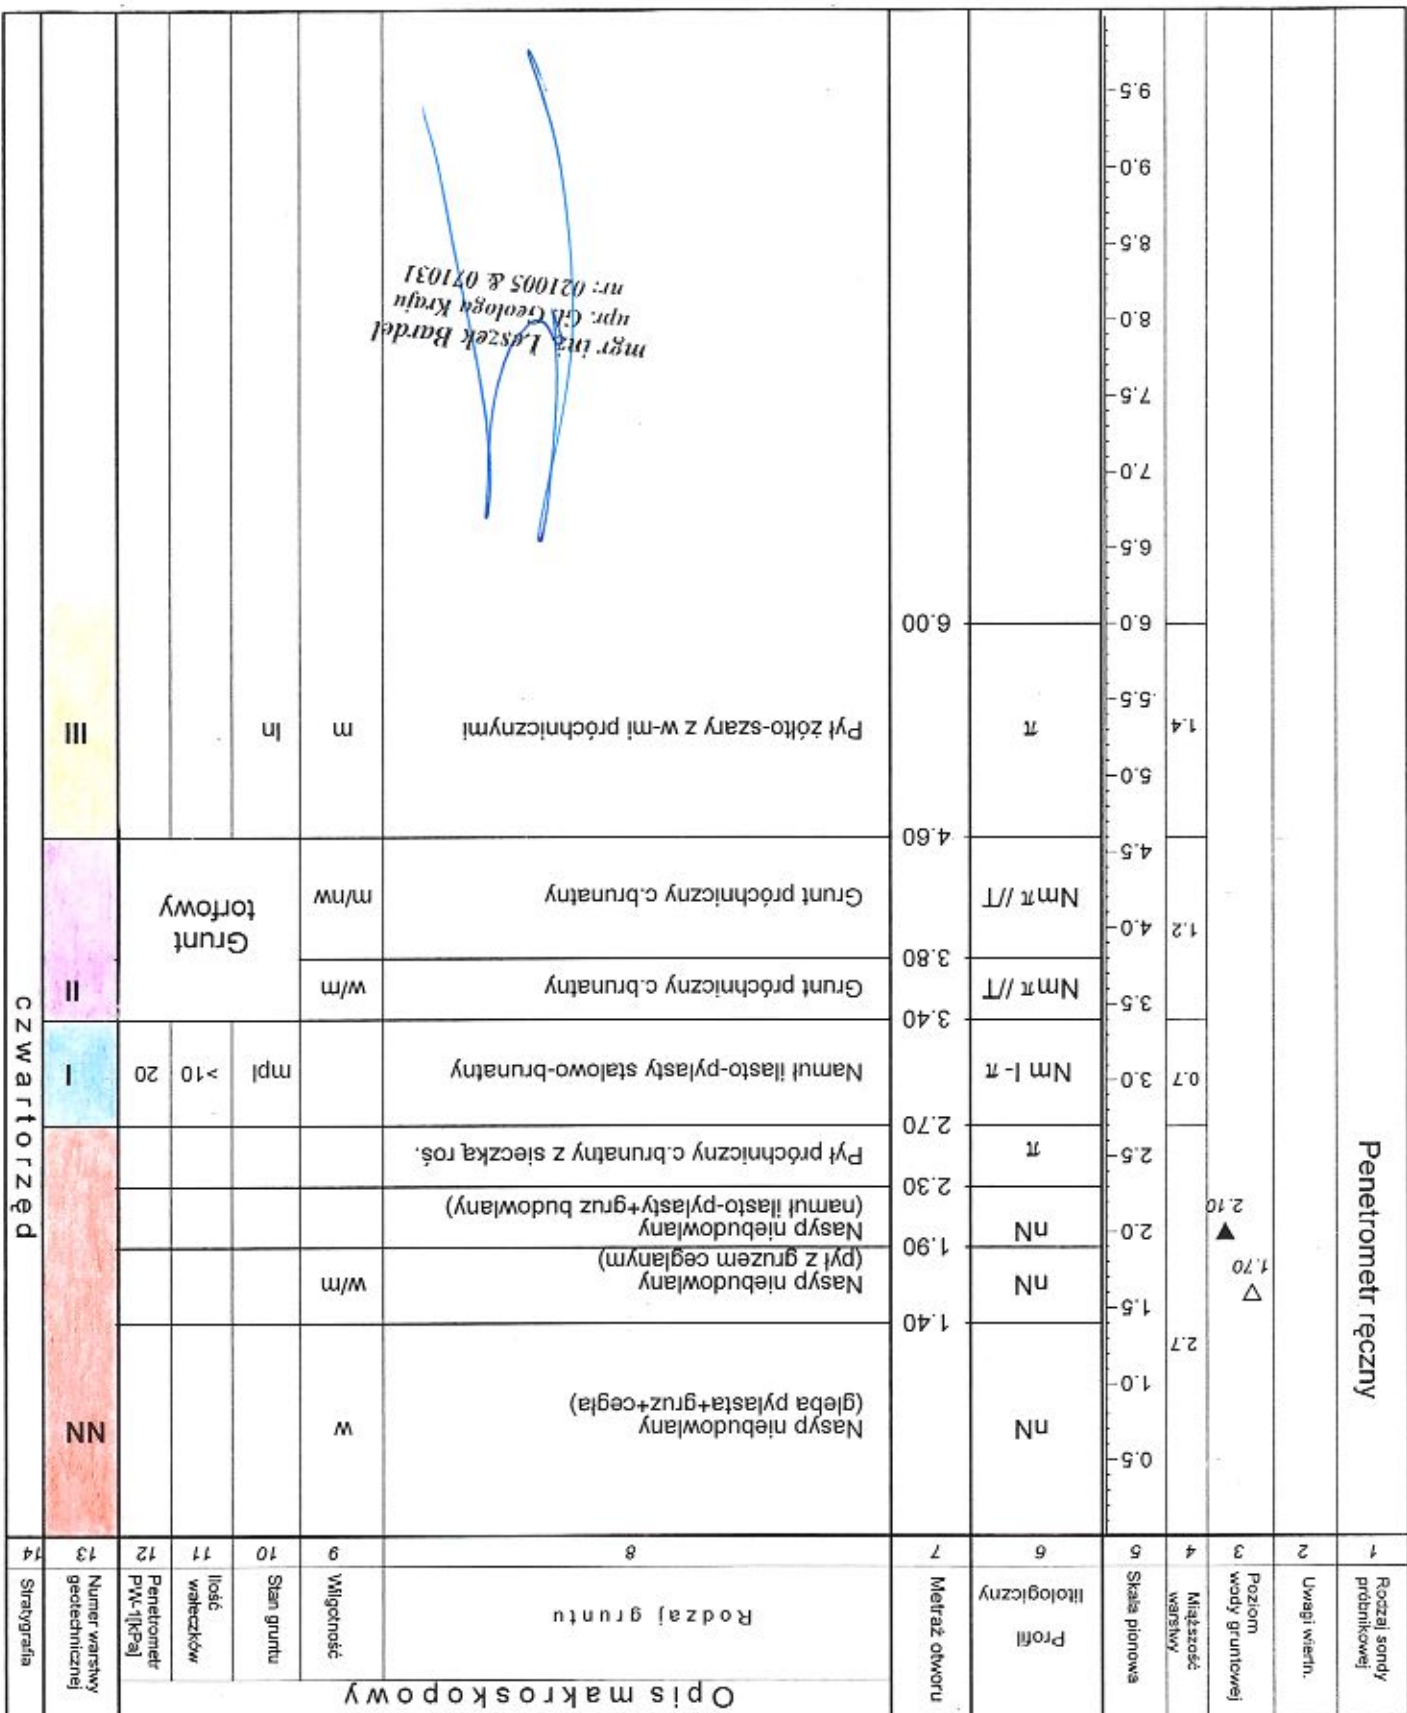 Opis makroskopowy
Rodzaj sondy
próbnikowej
Uwagi wiertn.
Poziom
wody gruntowej
Miąższość
warstwy
Skala pionowa
Profil
litologiczny
Metraż otworu
Rodzaj gruntu
Wilgotność
Stan gruntu
Ilość
wałeczków
Penetrometr
PW-1[kPa]
Numer warstwy
geotechnicznej
Stratygrafia
1 2 3 4 5 6 7 8 9 10 11 12 13 14
Penetrometr ręczny
1.70
2.10
2.7
0.7
1.2
1.4
0.5
1.0
1.5
2.0
2.5
3.0
3.5
4.0
4.5
5.0
5.5
6.0
6.5
7.0
7.5
8.0
8.5
9.0
9.5
nN
Nasyp niebudowlany
(gleba pylasta+gruz+cegła)
w
NN
1.40
nN
Nasyp niebudowlany
(pył z gruzem ceglanym)
w/m
1.90
nN
Nasyp niebudowlany
(namuł ilasto-pylasty+gruz budowlany)
2.30
π
Pył próchniczny c.brunatny z sieczką roś.
2.70
Nm I- π
Namuł ilasto-pylasty stalowo-brunatny
mpl
>10
20
I
3.40
Nmπ //T
Grunt próchniczny c.brunatny
w/m
II
3.80
Nmπ //T
Grunt próchniczny c.brunatny
m/nw
Grunt
torfowy
4.60
π
Pył żółto-szary z w-mi próchnicznymi
m
ln
III
6.00
czwartorzęd
mgr inż. Leszek Bardel
upr. Gł. Geologa Kraju
nr: 021005 & 071031